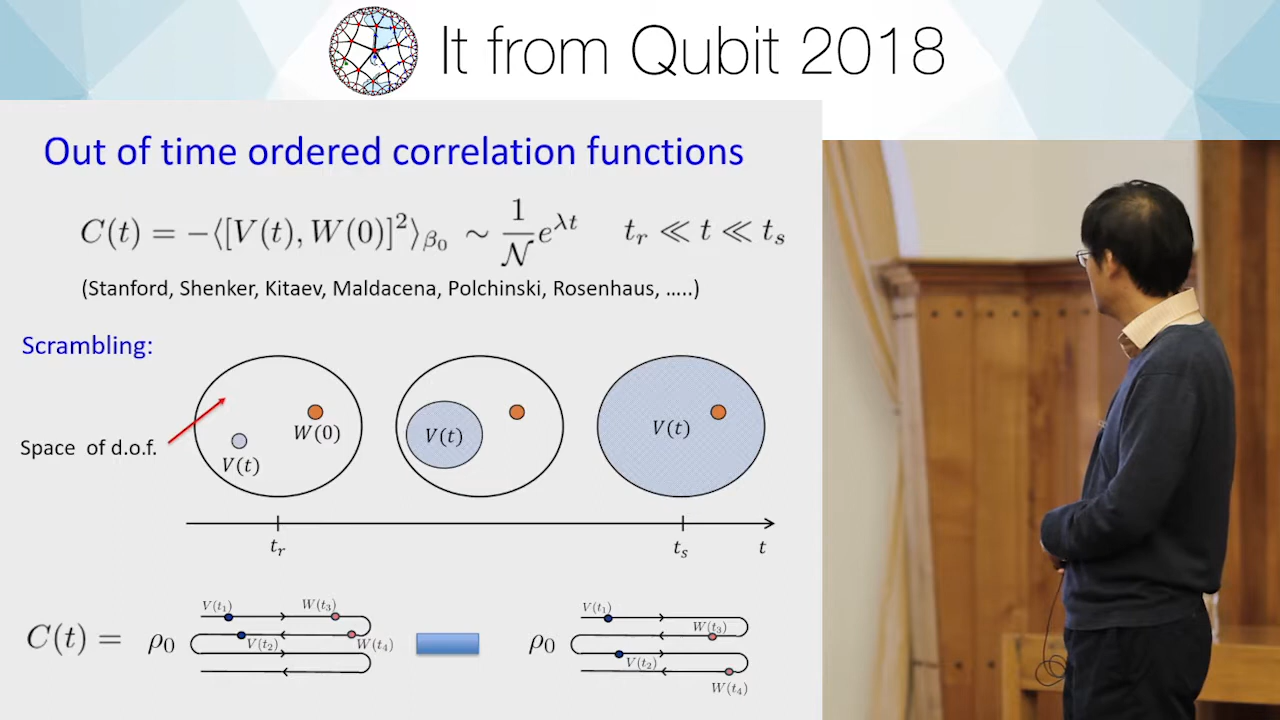 It from Qubit 2018
Out of time ordered correlation functions
C(t) = −⟨[V(t), W(0)]²⟩_{β₀} ∼ \frac{1}{𝒩} e^{λt}    t_r ≪ t ≪ t_s
(Stanford, Shenker, Kitaev, Maldacena, Polchinski, Rosenhaus, …..)
Scrambling:
W(0)
V(t)
V(t)
V(t)
Space of d.o.f.
t_r
t_s
t
C(t) =
ρ₀
V(t₁)
W(t₃)
V(t₂)
W(t₄)
ρ₀
V(t₁)
W(t₃)
V(t₂)
W(t₄)